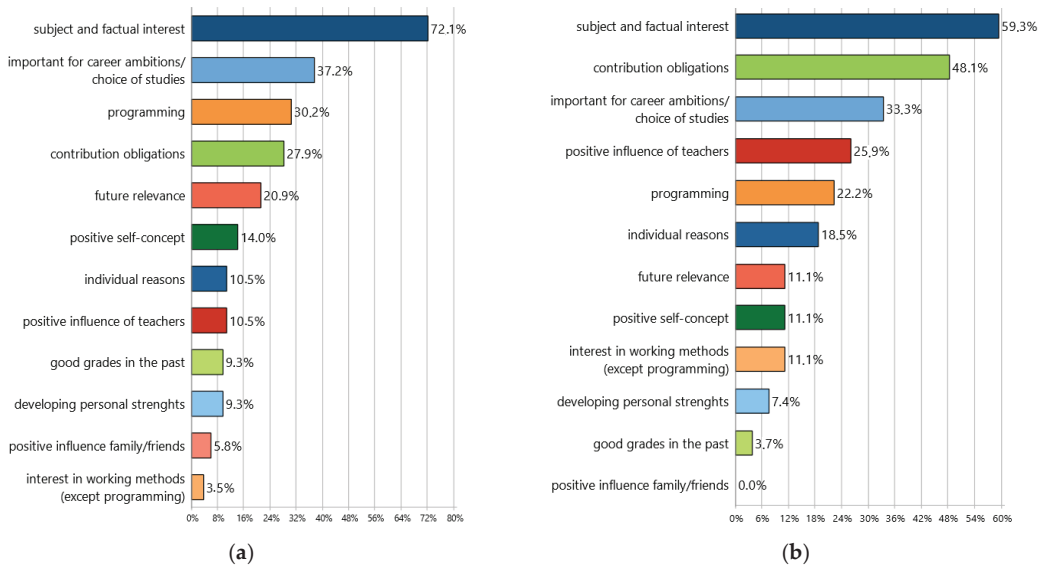 subject and factual interest
72.1%
important for career ambitions/
choice of studies
37.2%
programming
30.2%
contribution obligations
27.9%
future relevance
20.9%
positive self-concept
14.0%
individual reasons
10.5%
positive influence of teachers
10.5%
good grades in the past
9.3%
developing personal strenghts
9.3%
positive influence family/friends
5.8%
interest in working methods
(except programming)
3.5%
0% 8% 16% 24% 32% 40% 48% 56% 64% 72% 80%
(a)
subject and factual interest
59.3%
contribution obligations
48.1%
important for career ambitions/
choice of studies
33.3%
positive influence of teachers
25.9%
programming
22.2%
individual reasons
18.5%
future relevance
11.1%
positive self-concept
11.1%
interest in working methods
(except programming)
11.1%
developing personal strenghts
7.4%
good grades in the past
3.7%
positive influence family/friends
0.0%
0% 6% 12% 18% 24% 30% 36% 42% 48% 54% 60%
(b)